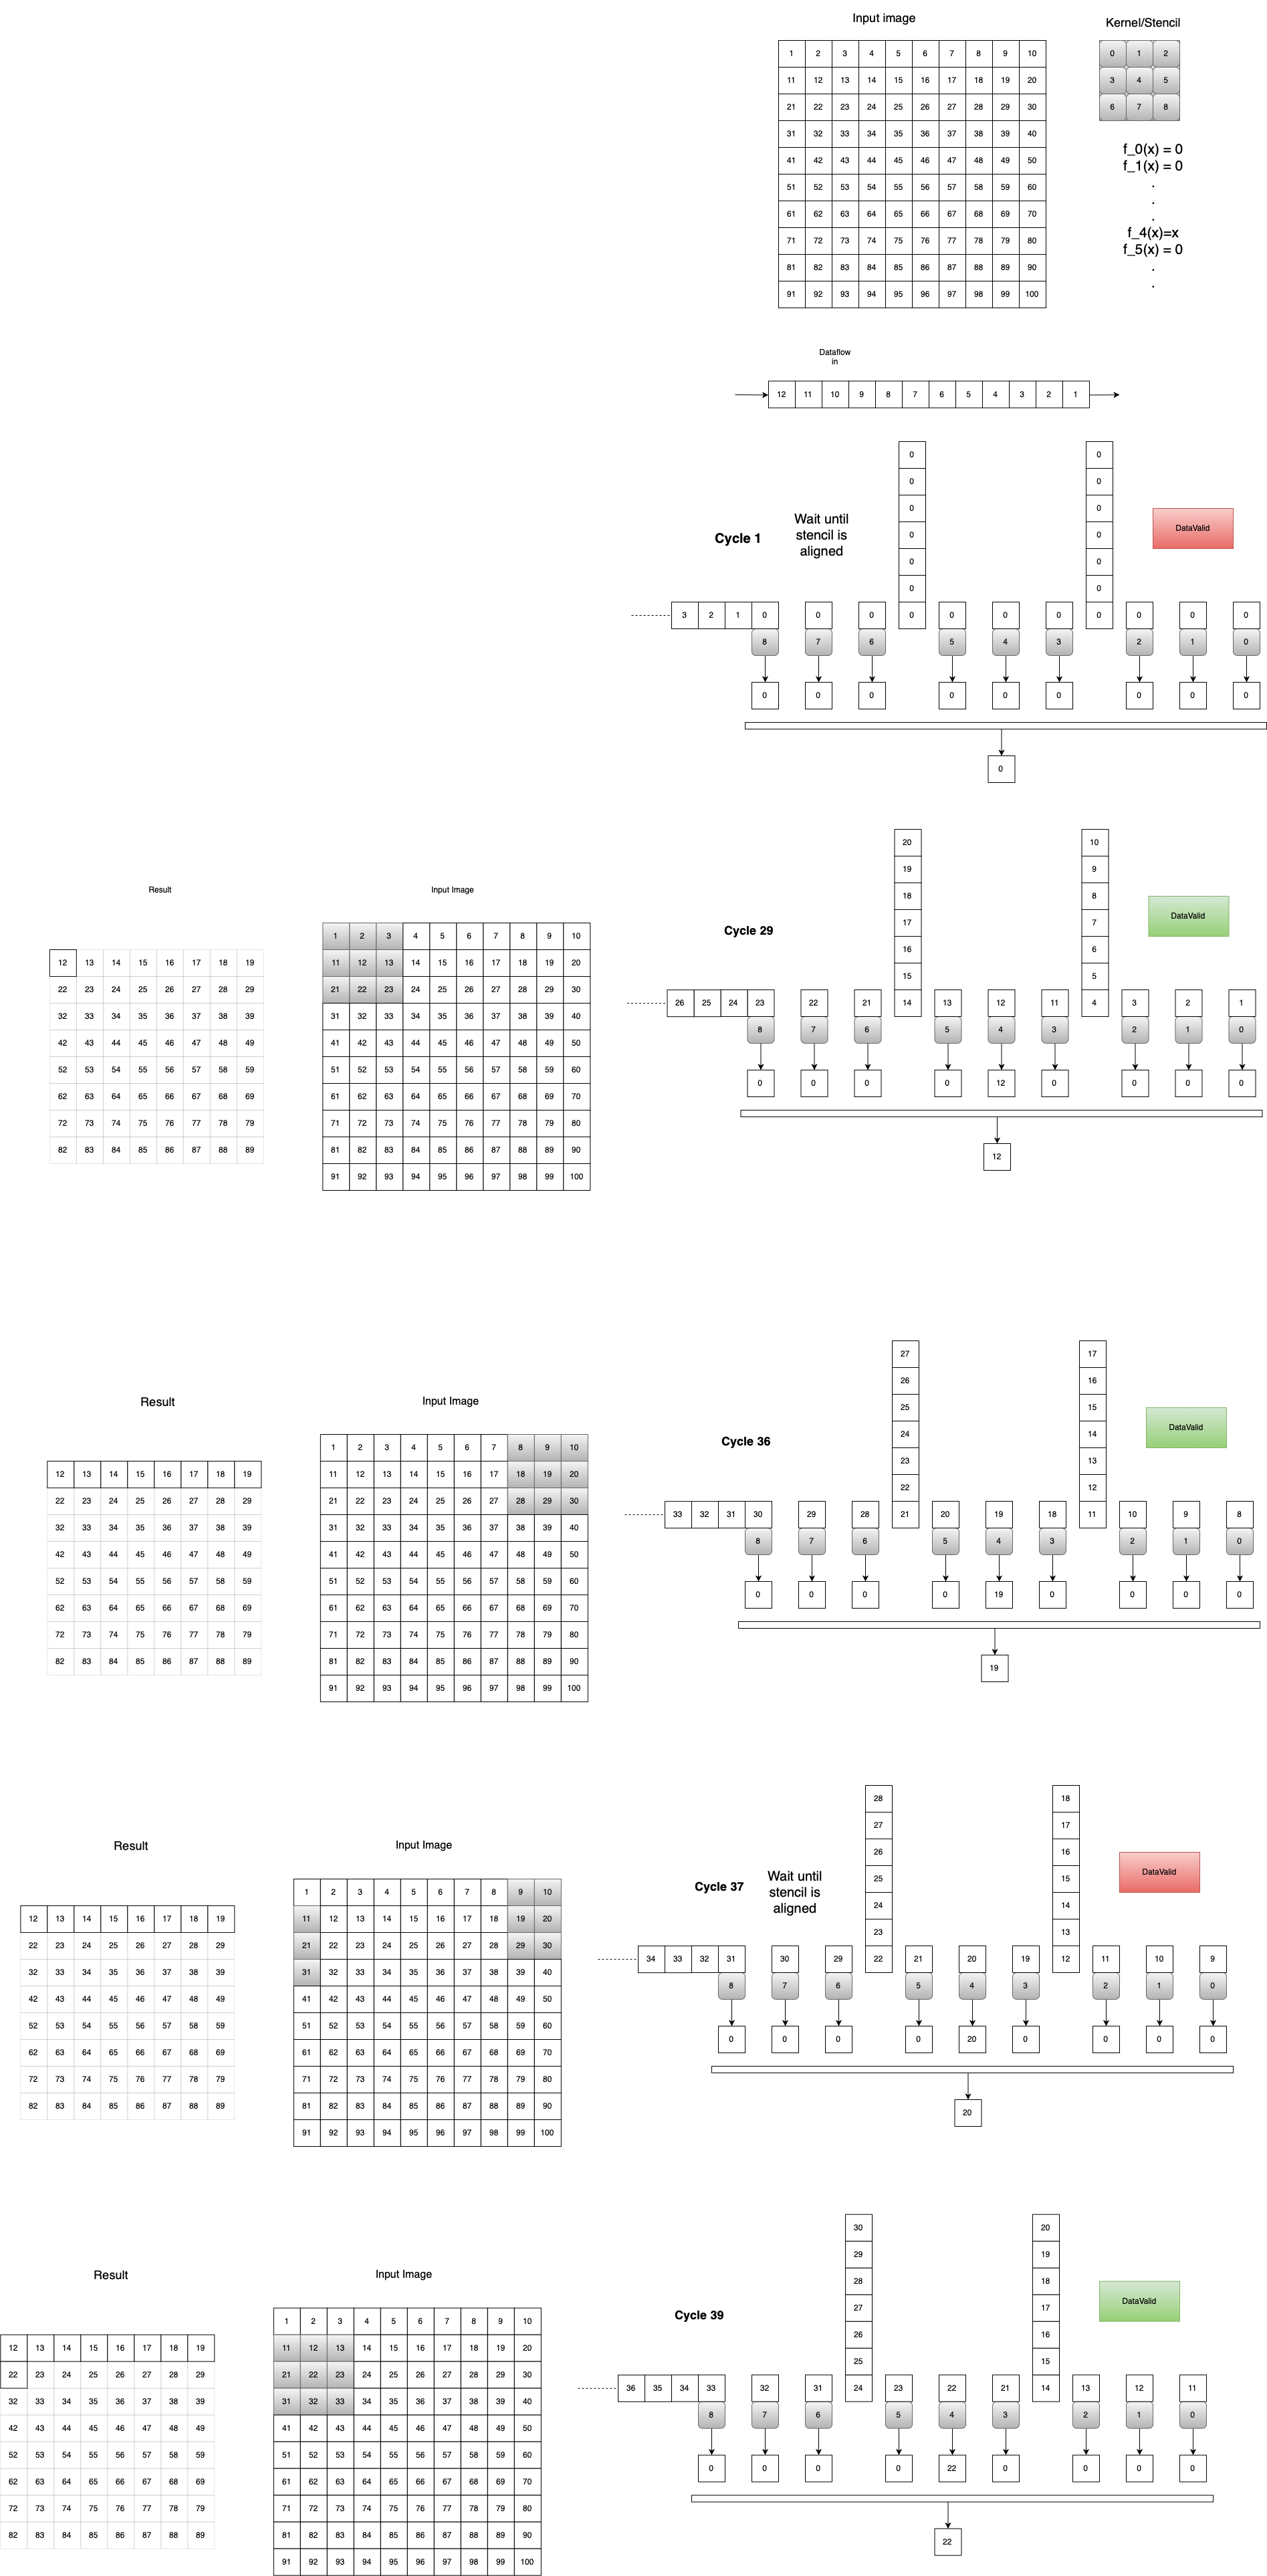 Input image
Kernel/Stencil
1 2 3 4 5 6 7 8 9 10
11 12 13 14 15 16 17 18 19 20
21 22 23 24 25 26 27 28 29 30
31 32 33 34 35 36 37 38 39 40
41 42 43 44 45 46 47 48 49 50
51 52 53 54 55 56 57 58 59 60
61 62 63 64 65 66 67 68 69 70
71 72 73 74 75 76 77 78 79 80
81 82 83 84 85 86 87 88 89 90
91 92 93 94 95 96 97 98 99 100
0 1 2
3 4 5
6 7 8
f_0(x) = 0
f_1(x) = 0
.
.
.
f_4(x)=x
f_5(x) = 0
.
.
Dataflow
in
12 11 10 9 8 7 6 5 4 3 2 1
Cycle 1
Wait until
stencil is
aligned
DataValid
0 0
0 0
0 0
0 0
0 0
0 0
3 2 1 0 0 0 0 0 0 0 0 0 0 0
8 7 6 5 4 3 2 1 0
0 0 0 0 0 0 0 0 0
0
Result
12 13 14 15 16 17 18 19
22 23 24 25 26 27 28 29
32 33 34 35 36 37 38 39
42 43 44 45 46 47 48 49
52 53 54 55 56 57 58 59
62 63 64 65 66 67 68 69
72 73 74 75 76 77 78 79
82 83 84 85 86 87 88 89
Input Image
1 2 3 4 5 6 7 8 9 10
11 12 13 14 15 16 17 18 19 20
21 22 23 24 25 26 27 28 29 30
31 32 33 34 35 36 37 38 39 40
41 42 43 44 45 46 47 48 49 50
51 52 53 54 55 56 57 58 59 60
61 62 63 64 65 66 67 68 69 70
71 72 73 74 75 76 77 78 79 80
81 82 83 84 85 86 87 88 89 90
91 92 93 94 95 96 97 98 99 100
Cycle 29
DataValid
20 10
19 9
18 8
17 7
16 6
15 5
26 25 24 23 22 21 14 13 12 11 4 3 2 1
8 7 6 5 4 3 2 1 0
0 0 0 0 12 0 0 0 0
12
Result
12 13 14 15 16 17 18 19
22 23 24 25 26 27 28 29
32 33 34 35 36 37 38 39
42 43 44 45 46 47 48 49
52 53 54 55 56 57 58 59
62 63 64 65 66 67 68 69
72 73 74 75 76 77 78 79
82 83 84 85 86 87 88 89
Input Image
1 2 3 4 5 6 7 8 9 10
11 12 13 14 15 16 17 18 19 20
21 22 23 24 25 26 27 28 29 30
31 32 33 34 35 36 37 38 39 40
41 42 43 44 45 46 47 48 49 50
51 52 53 54 55 56 57 58 59 60
61 62 63 64 65 66 67 68 69 70
71 72 73 74 75 76 77 78 79 80
81 82 83 84 85 86 87 88 89 90
91 92 93 94 95 96 97 98 99 100
Cycle 36
DataValid
27 17
26 16
25 15
24 14
23 13
22 12
33 32 31 30 29 28 21 20 19 18 11 10 9 8
8 7 6 5 4 3 2 1 0
0 0 0 0 19 0 0 0 0
19
Result
12 13 14 15 16 17 18 19
22 23 24 25 26 27 28 29
32 33 34 35 36 37 38 39
42 43 44 45 46 47 48 49
52 53 54 55 56 57 58 59
62 63 64 65 66 67 68 69
72 73 74 75 76 77 78 79
82 83 84 85 86 87 88 89
Input Image
1 2 3 4 5 6 7 8 9 10
11 12 13 14 15 16 17 18 19 20
21 22 23 24 25 26 27 28 29 30
31 32 33 34 35 36 37 38 39 40
41 42 43 44 45 46 47 48 49 50
51 52 53 54 55 56 57 58 59 60
61 62 63 64 65 66 67 68 69 70
71 72 73 74 75 76 77 78 79 80
81 82 83 84 85 86 87 88 89 90
91 92 93 94 95 96 97 98 99 100
Cycle 37
Wait until
stencil is
aligned
DataValid
28 18
27 17
26 16
25 15
24 14
23 13
34 33 32 31 30 29 22 21 20 19 12 11 10 9
8 7 6 5 4 3 2 1 0
0 0 0 0 20 0 0 0 0
20
Result
12 13 14 15 16 17 18 19
22 23 24 25 26 27 28 29
32 33 34 35 36 37 38 39
42 43 44 45 46 47 48 49
52 53 54 55 56 57 58 59
62 63 64 65 66 67 68 69
72 73 74 75 76 77 78 79
82 83 84 85 86 87 88 89
Input Image
1 2 3 4 5 6 7 8 9 10
11 12 13 14 15 16 17 18 19 20
21 22 23 24 25 26 27 28 29 30
31 32 33 34 35 36 37 38 39 40
41 42 43 44 45 46 47 48 49 50
51 52 53 54 55 56 57 58 59 60
61 62 63 64 65 66 67 68 69 70
71 72 73 74 75 76 77 78 79 80
81 82 83 84 85 86 87 88 89 90
91 92 93 94 95 96 97 98 99 100
Cycle 39
DataValid
30 20
29 19
28 18
27 17
26 16
25 15
36 35 34 33 32 31 24 23 22 21 14 13 12 11
8 7 6 5 4 3 2 1 0
0 0 0 0 22 0 0 0 0
22